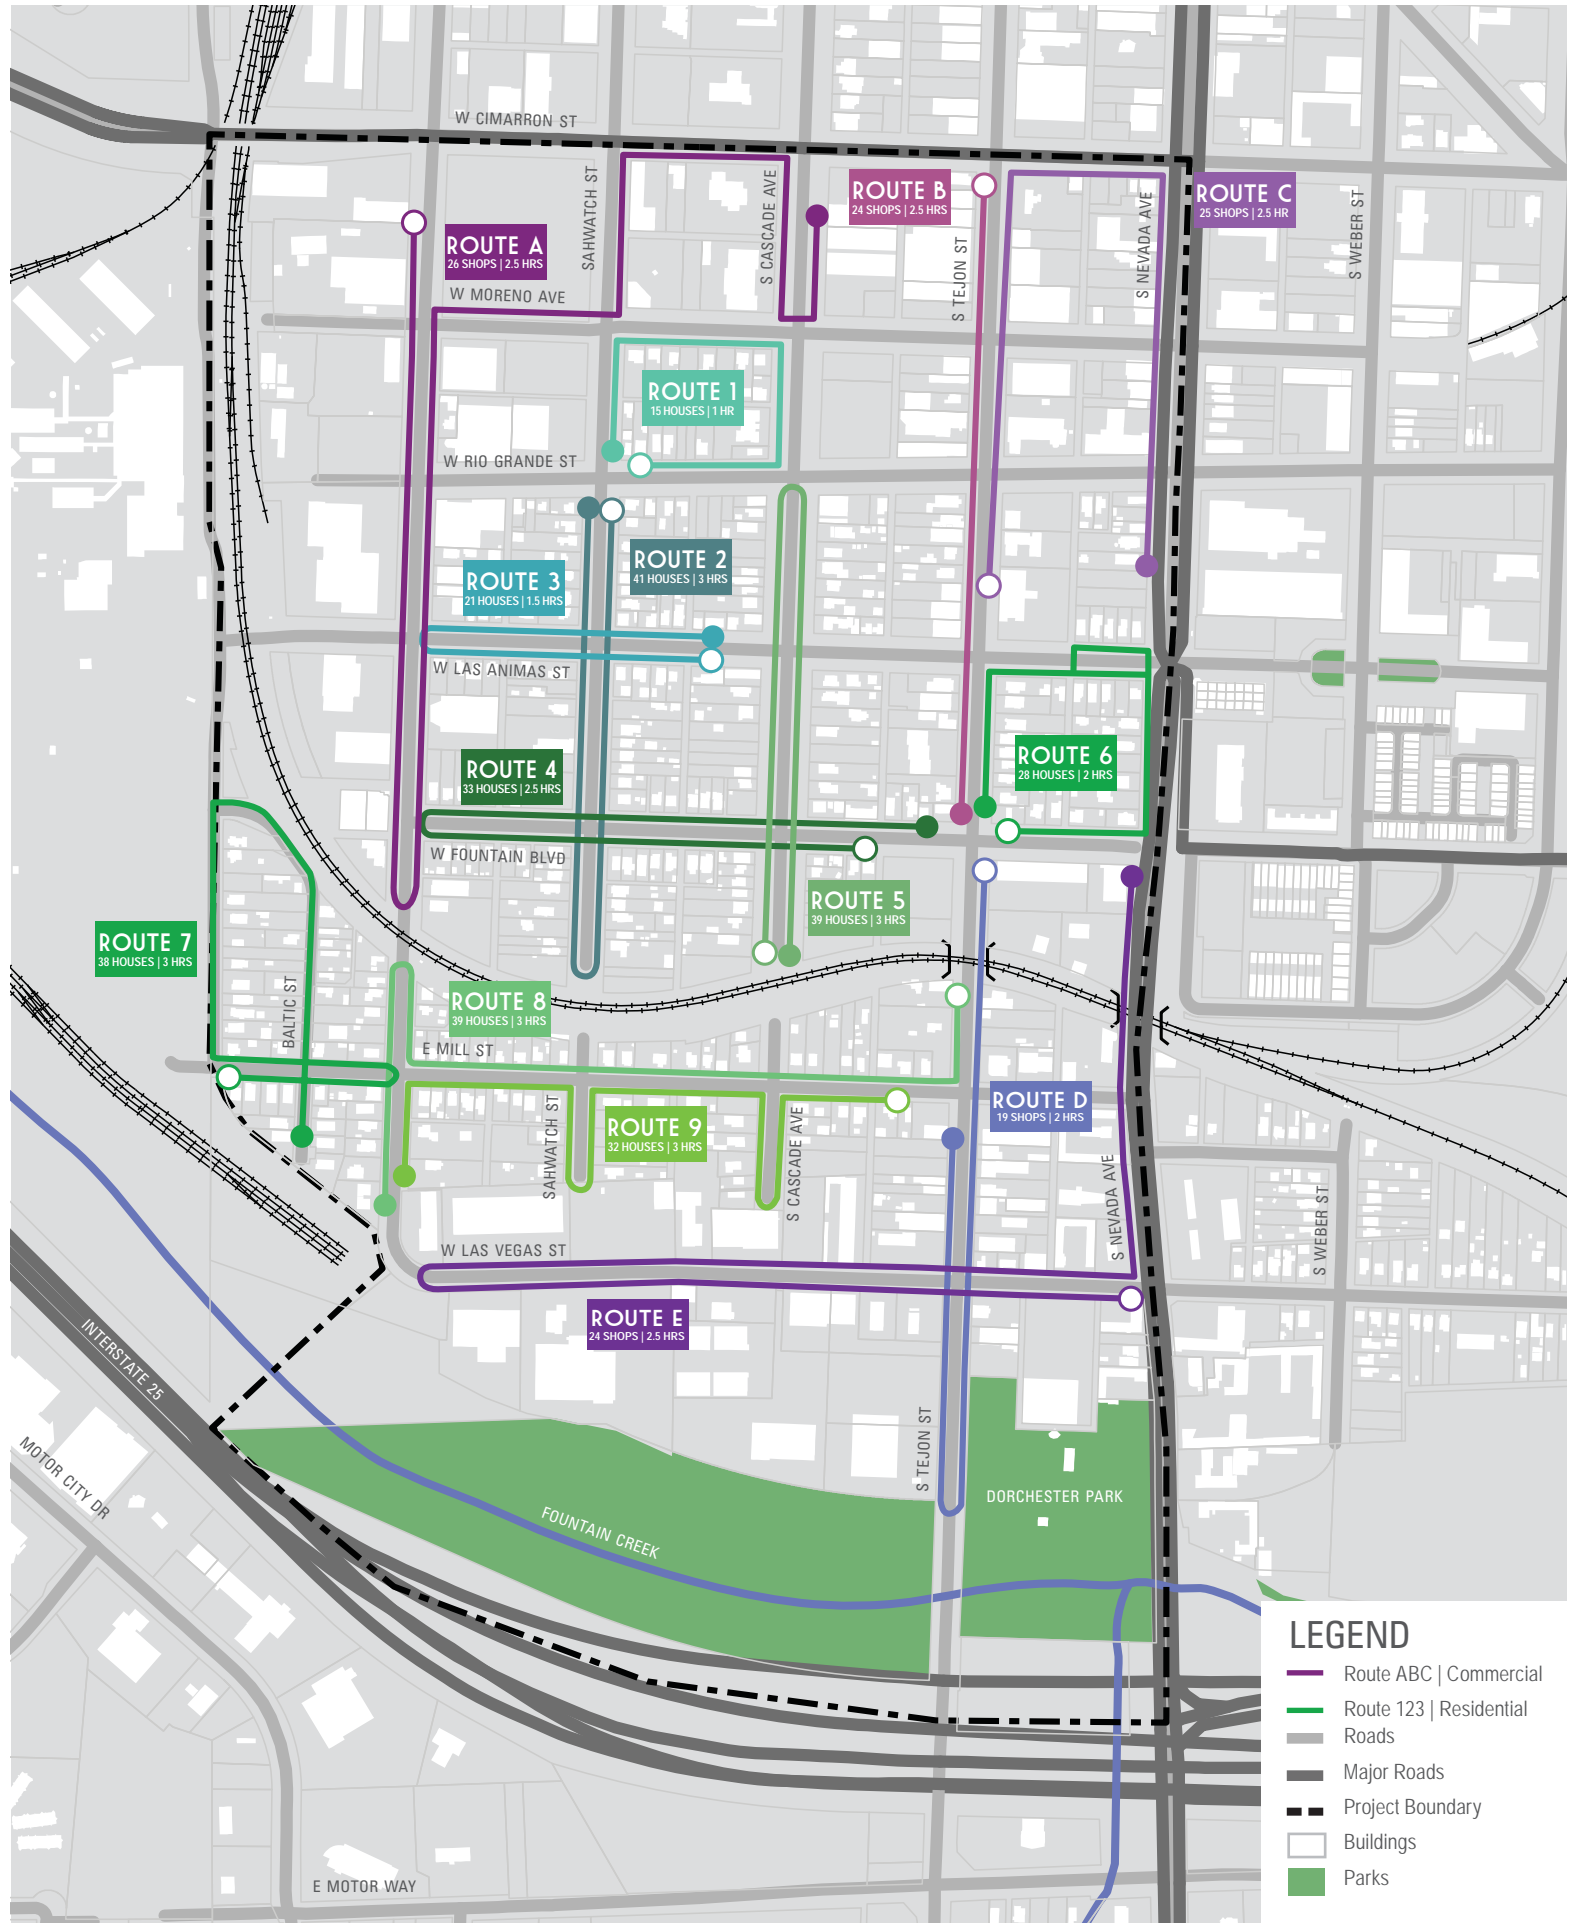 W CIMARRON ST
SAHWATCH ST
S CASCADE AVE
ROUTE B
24 SHOPS | 2.5 HRS
S TEJON ST
S NEVADA AVE
ROUTE C
25 SHOPS | 2.5 HR
S WEBER ST
ROUTE A
26 SHOPS | 2.5 HRS
W MORENO AVE
ROUTE 1
15 HOUSES | 1 HR
W RIO GRANDE ST
ROUTE 2
41 HOUSES | 3 HRS
ROUTE 3
21 HOUSES | 1.5 HRS
W LAS ANIMAS ST
ROUTE 4
33 HOUSES | 2.5 HRS
ROUTE 6
28 HOUSES | 2 HRS
W FOUNTAIN BLVD
ROUTE 5
39 HOUSES | 3 HRS
ROUTE 7
38 HOUSES | 3 HRS
BALTIC ST
ROUTE 8
39 HOUSES | 3 HRS
E MILL ST
ROUTE D
19 SHOPS | 2 HRS
ROUTE 9
32 HOUSES | 3 HRS
SAHWATCH ST
S CASCADE AVE
S NEVADA AVE
S WEBER ST
W LAS VEGAS ST
ROUTE E
24 SHOPS | 2.5 HRS
INTERSTATE 25
MOTOR CITY DR
S TEJON ST
DORCHESTER PARK
FOUNTAIN CREEK
E MOTOR WAY
LEGEND
Route ABC | Commercial
Route 123 | Residential
Roads
Major Roads
Project Boundary
Buildings
Parks